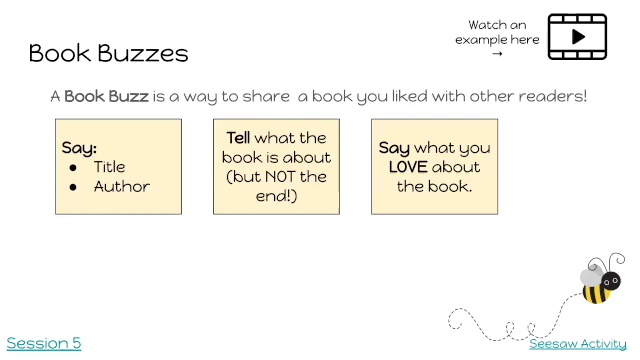 Watch an
example here
→
Book Buzzes
A Book Buzz is a way to share a book you liked with other readers!
Say:
● Title
● Author
Tell what the
book is about
(but NOT the
end!)
Say what you
LOVE about
the book.
Session 5
Seesaw Activity